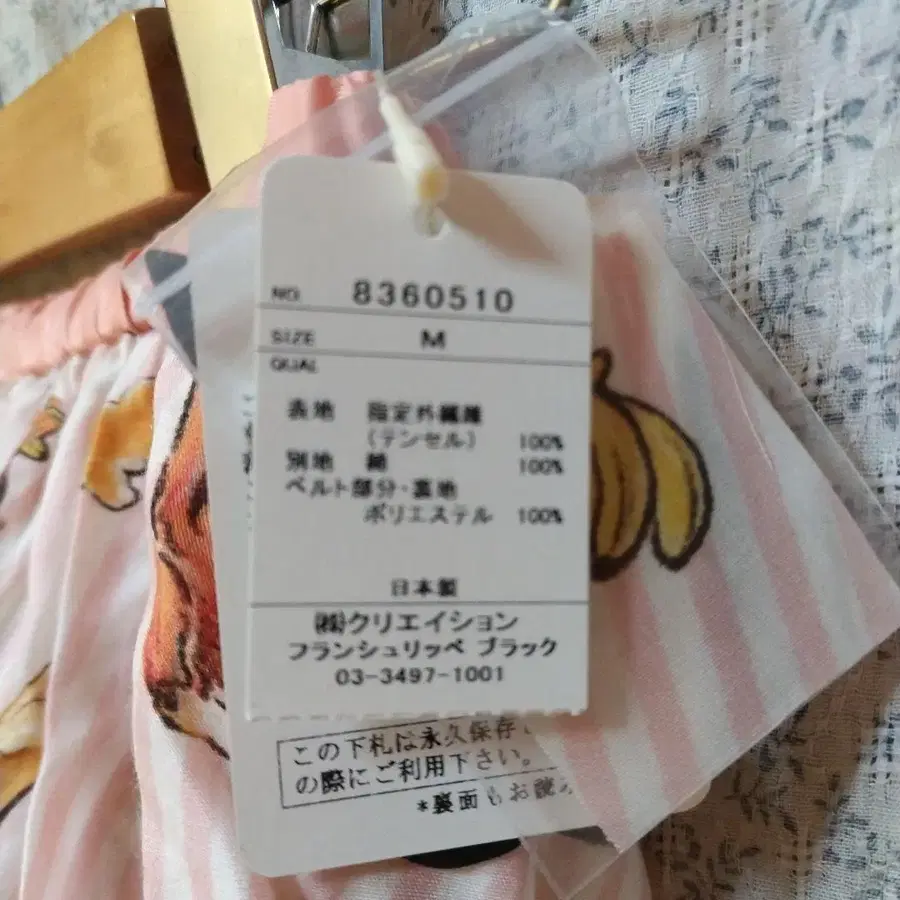 NO. 8360510
SIZE M
QUAL
表地 指定外繊維
(テンセル) 100%
別地 綿 100%
ベルト部分・裏地
ポリエステル 100%
日本製
㈱クリエイション
フランシュリッペ ブラック
03-3497-1001
この下札は永久保存
の際にご利用下さい。
*裏面もお読み